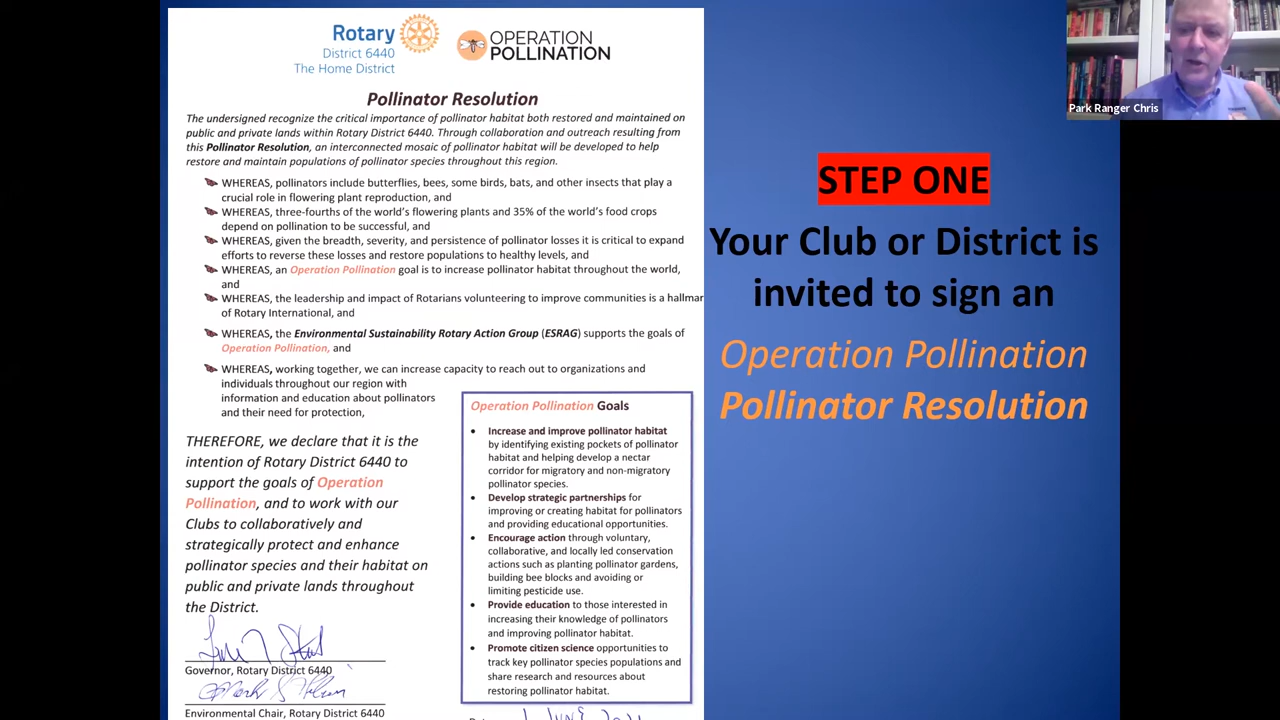 Rotary
District 6440
The Home District
OPERATION
POLLINATION
Pollinator Resolution
The undersigned recognize the critical importance of pollinator habitat both restored and maintained on
public and private lands within Rotary District 6440. Through collaboration and outreach resulting from
this Pollinator Resolution, an interconnected mosaic of pollinator habitat will be developed to help
restore and maintain populations of pollinator species throughout this region.
WHEREAS, pollinators include butterflies, bees, some birds, bats, and other insects that play a
crucial role in flowering plant reproduction, and
WHEREAS, three-fourths of the world's flowering plants and 35% of the world's food crops
depend on pollination to be successful, and
WHEREAS, given the breadth, severity, and persistence of pollinator losses it is critical to expand
efforts to reverse these losses and restore populations to healthy levels, and
WHEREAS, an Operation Pollination goal is to increase pollinator habitat throughout the world,
and
WHEREAS, the leadership and impact of Rotarians volunteering to improve communities is a hallmar
of Rotary International, and
WHEREAS, the Environmental Sustainability Rotary Action Group (ESRAG) supports the goals of
Operation Pollination, and
WHEREAS, working together, we can increase capacity to reach out to organizations and
individuals throughout our region with
information and education about pollinators
and their need for protection,
THEREFORE, we declare that it is the
intention of Rotary District 6440 to
support the goals of Operation
Pollination, and to work with our
Clubs to collaboratively and
strategically protect and enhance
pollinator species and their habitat on
public and private lands throughout
the District.
Governor, Rotary District 6440
Environmental Chair, Rotary District 6440
Operation Pollination Goals
• Increase and improve pollinator habitat
by identifying existing pockets of pollinator
habitat and helping develop a nectar
corridor for migratory and non-migratory
pollinator species.
• Develop strategic partnerships for
improving or creating habitat for pollinators
and providing educational opportunities.
• Encourage action through voluntary,
collaborative, and locally led conservation
actions such as planting pollinator gardens,
building bee blocks and avoiding or
limiting pesticide use.
• Provide education to those interested in
increasing their knowledge of pollinators
and improving pollinator habitat.
• Promote citizen science opportunities to
track key pollinator species populations and
share research and resources about
restoring pollinator habitat.
STEP ONE
Your Club or District is
invited to sign an
Operation Pollination
Pollinator Resolution
Park Ranger Chris